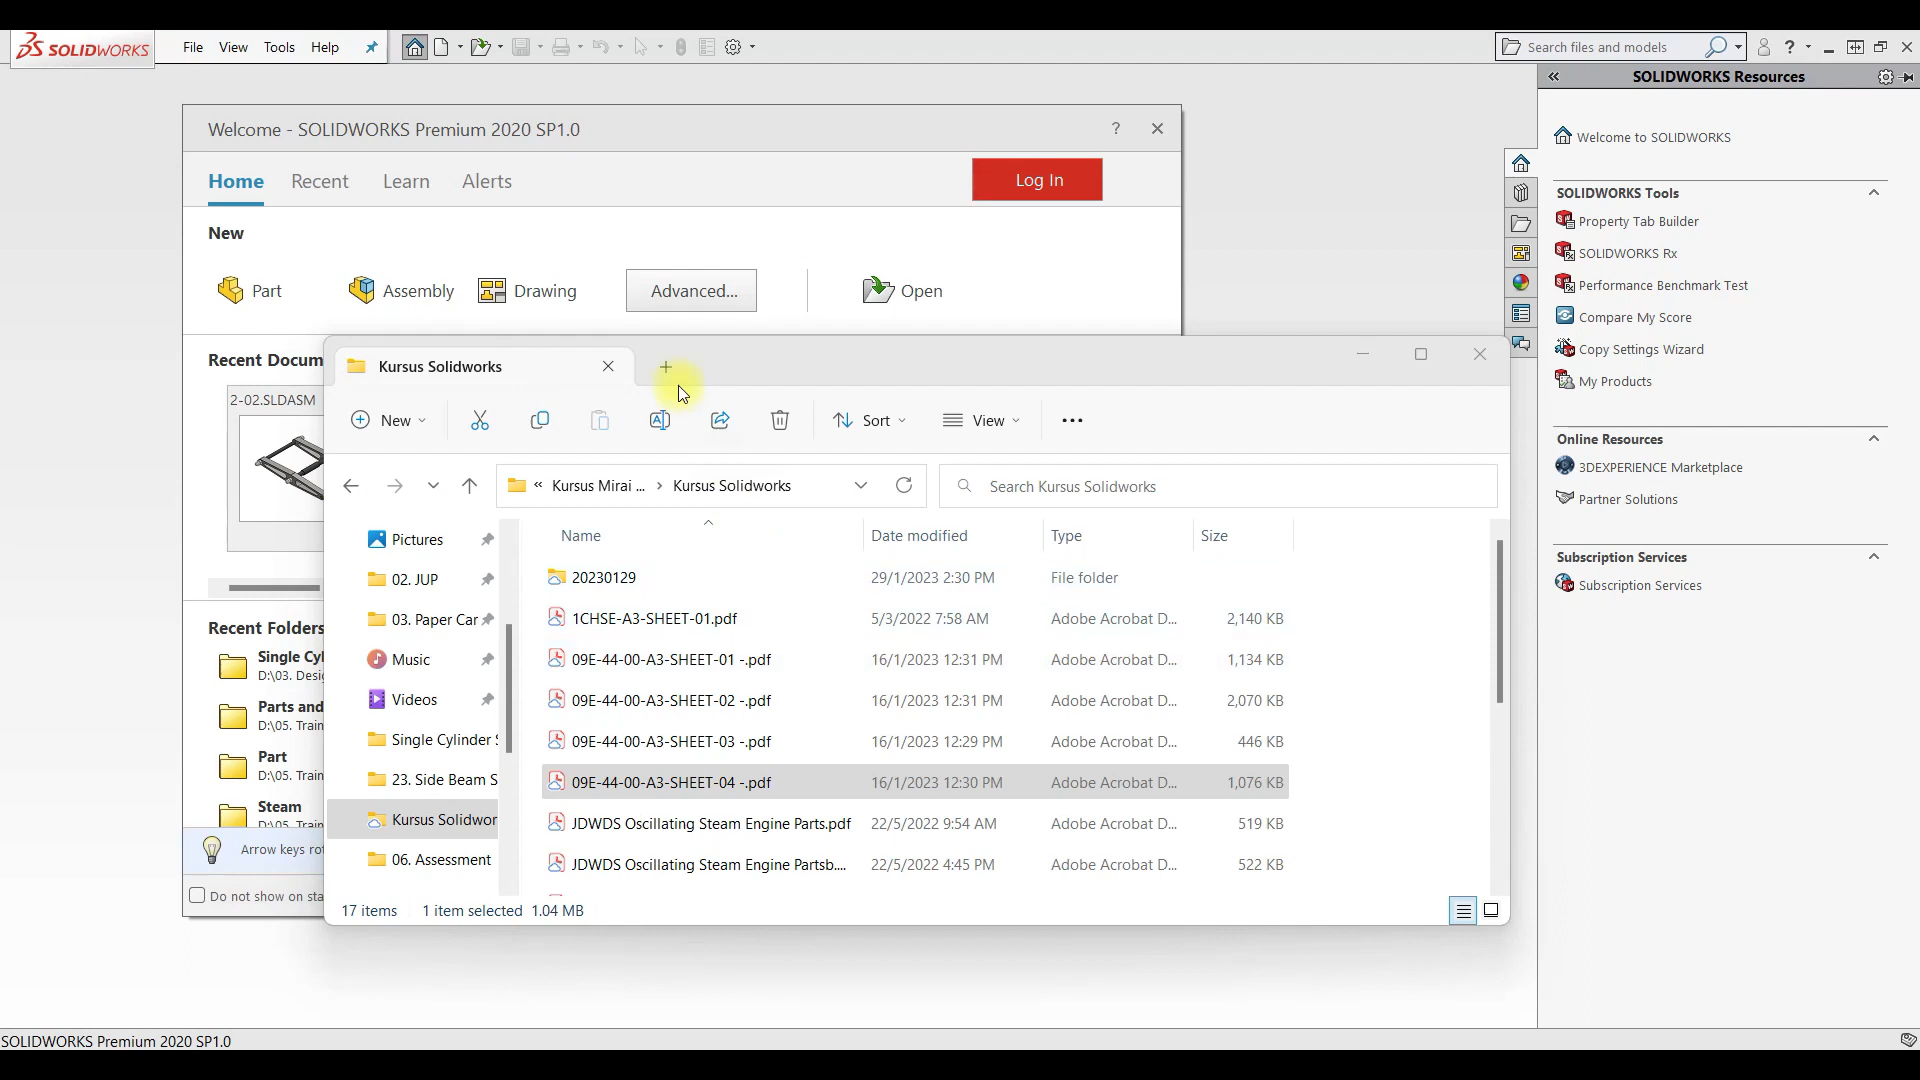 SOLIDWORKS
File View Tools Help
Search files and models
SOLIDWORKS Resources
Welcome to SOLIDWORKS
SOLIDWORKS Tools
Property Tab Builder
SOLIDWORKS Rx
Performance Benchmark Test
Compare My Score
Copy Settings Wizard
My Products
Online Resources
3DEXPERIENCE Marketplace
Partner Solutions
Subscription Services
Subscription Services
Welcome - SOLIDWORKS Premium 2020 SP1.0
Home Recent Learn Alerts
Log In
New
Part Assembly Drawing Advanced... Open
Recent Docum
2-02.SLDASM
Recent Folders
Single Cyl
D:\03. Desig
Parts and
D:\05. Train
Part
D:\05. Train
Steam
D:\05. Train
Arrow keys rot
Do not show on sta
Kursus Solidworks
New Sort View
« Kursus Mirai ... > Kursus Solidworks
Search Kursus Solidworks
Pictures
02. JUP
03. Paper Car
Music
Videos
Single Cylinder S
23. Side Beam S
Kursus Solidwor
06. Assessment
Name Date modified Type Size
20230129 29/1/2023 2:30 PM File folder
1CHSE-A3-SHEET-01.pdf 5/3/2022 7:58 AM Adobe Acrobat D... 2,140 KB
09E-44-00-A3-SHEET-01 -.pdf 16/1/2023 12:31 PM Adobe Acrobat D... 1,134 KB
09E-44-00-A3-SHEET-02 -.pdf 16/1/2023 12:31 PM Adobe Acrobat D... 2,070 KB
09E-44-00-A3-SHEET-03 -.pdf 16/1/2023 12:29 PM Adobe Acrobat D... 446 KB
09E-44-00-A3-SHEET-04 -.pdf 16/1/2023 12:30 PM Adobe Acrobat D... 1,076 KB
JDWDS Oscillating Steam Engine Parts.pdf 22/5/2022 9:54 AM Adobe Acrobat D... 519 KB
JDWDS Oscillating Steam Engine Partsb.... 22/5/2022 4:45 PM Adobe Acrobat D... 522 KB
17 items 1 item selected 1.04 MB
SOLIDWORKS Premium 2020 SP1.0